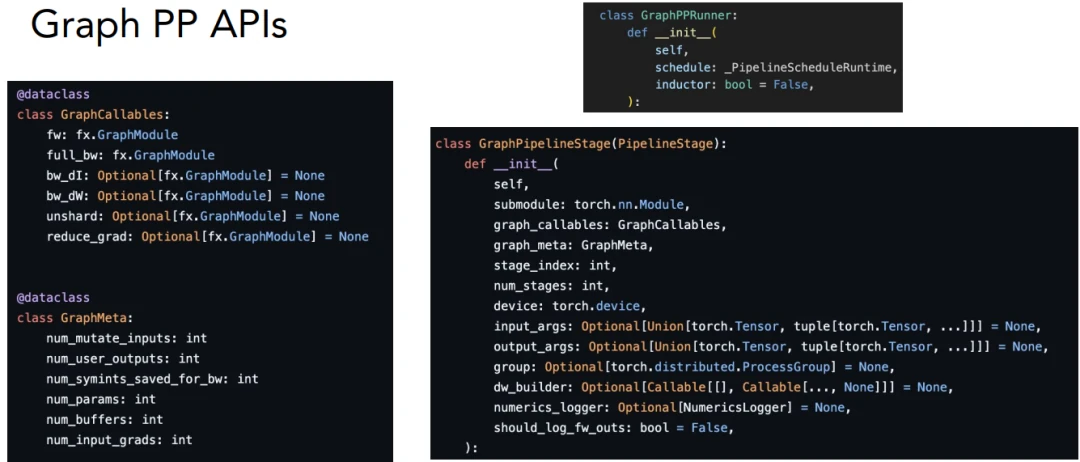 Graph PP APIs
class GraphPPRunner:
    def __init__(
        self,
        schedule: _PipelineScheduleRuntime,
        inductor: bool = False,
    ):
@dataclass
class GraphCallables:
    fw: fx.GraphModule
    full_bw: fx.GraphModule
    bw_dI: Optional[fx.GraphModule] = None
    bw_dW: Optional[fx.GraphModule] = None
    unshard: Optional[fx.GraphModule] = None
    reduce_grad: Optional[fx.GraphModule] = None
@dataclass
class GraphMeta:
    num_mutate_inputs: int
    num_user_outputs: int
    num_symints_saved_for_bw: int
    num_params: int
    num_buffers: int
    num_input_grads: int
class GraphPipelineStage(PipelineStage):
    def __init__(
        self,
        submodule: torch.nn.Module,
        graph_callables: GraphCallables,
        graph_meta: GraphMeta,
        stage_index: int,
        num_stages: int,
        device: torch.device,
        input_args: Optional[Union[torch.Tensor, tuple[torch.Tensor, ...]]] = None,
        output_args: Optional[Union[torch.Tensor, tuple[torch.Tensor, ...]]] = None,
        group: Optional[torch.distributed.ProcessGroup] = None,
        dw_builder: Optional[Callable[[], Callable[..., None]]] = None,
        numerics_logger: Optional[NumericsLogger] = None,
        should_log_fw_outs: bool = False,
    ):